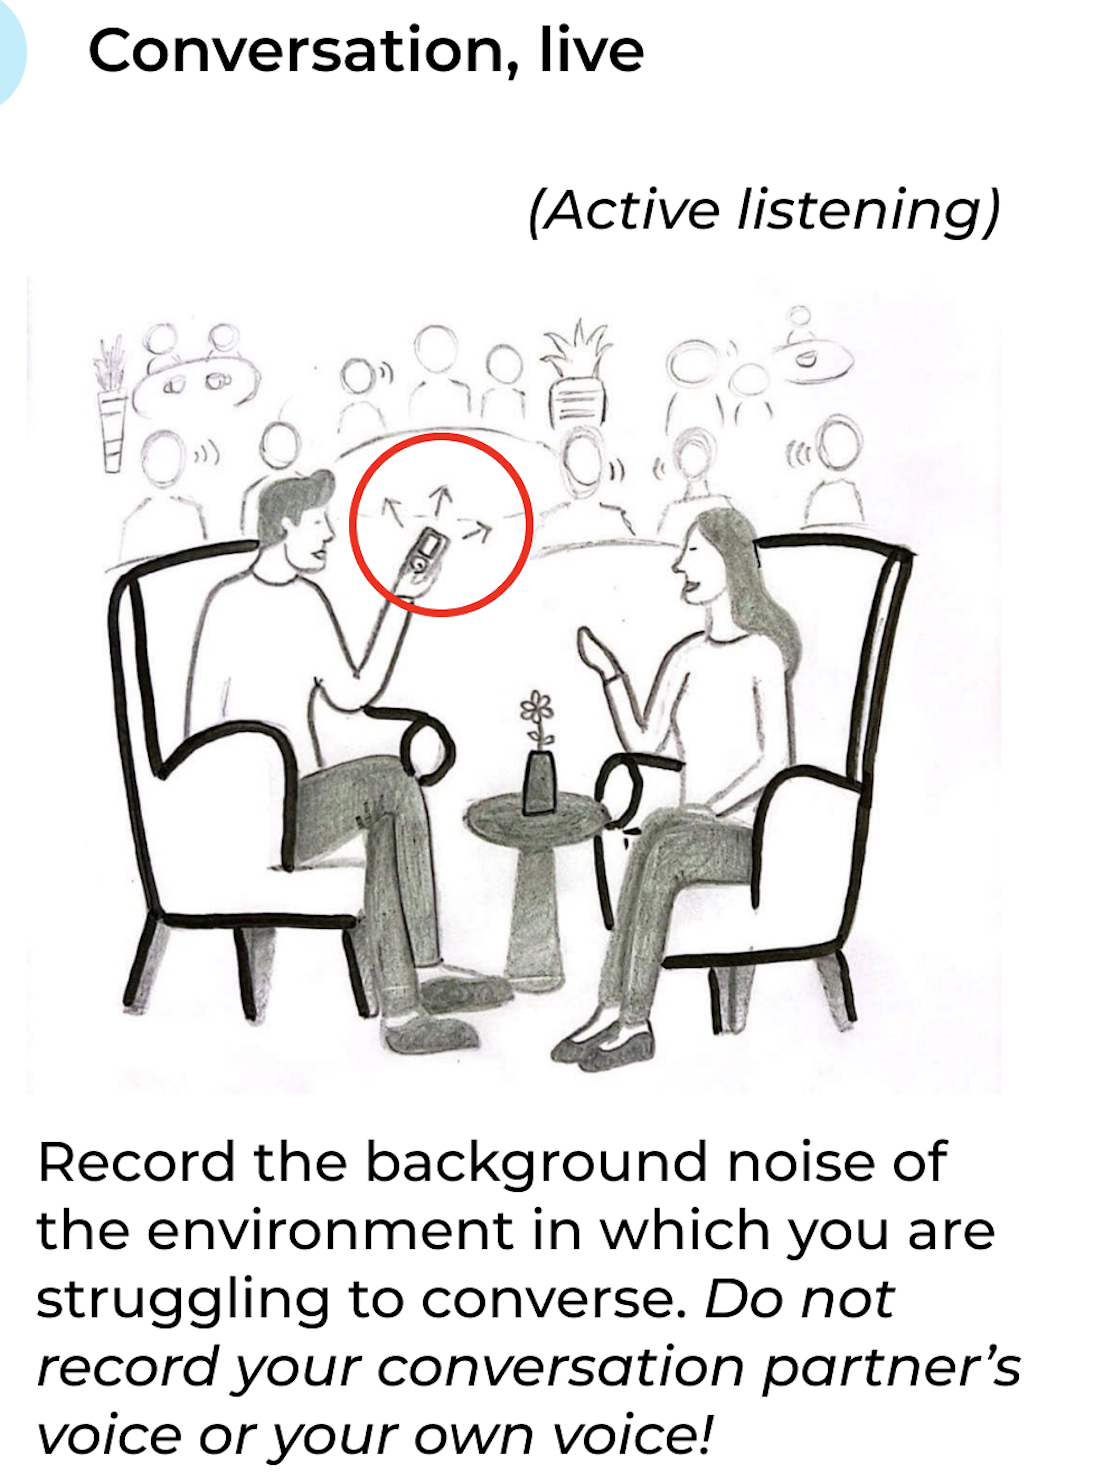 Conversation, live
(Active listening)
Record the background noise of
the environment in which you are
struggling to converse. Do not
record your conversation partner’s
voice or your own voice!